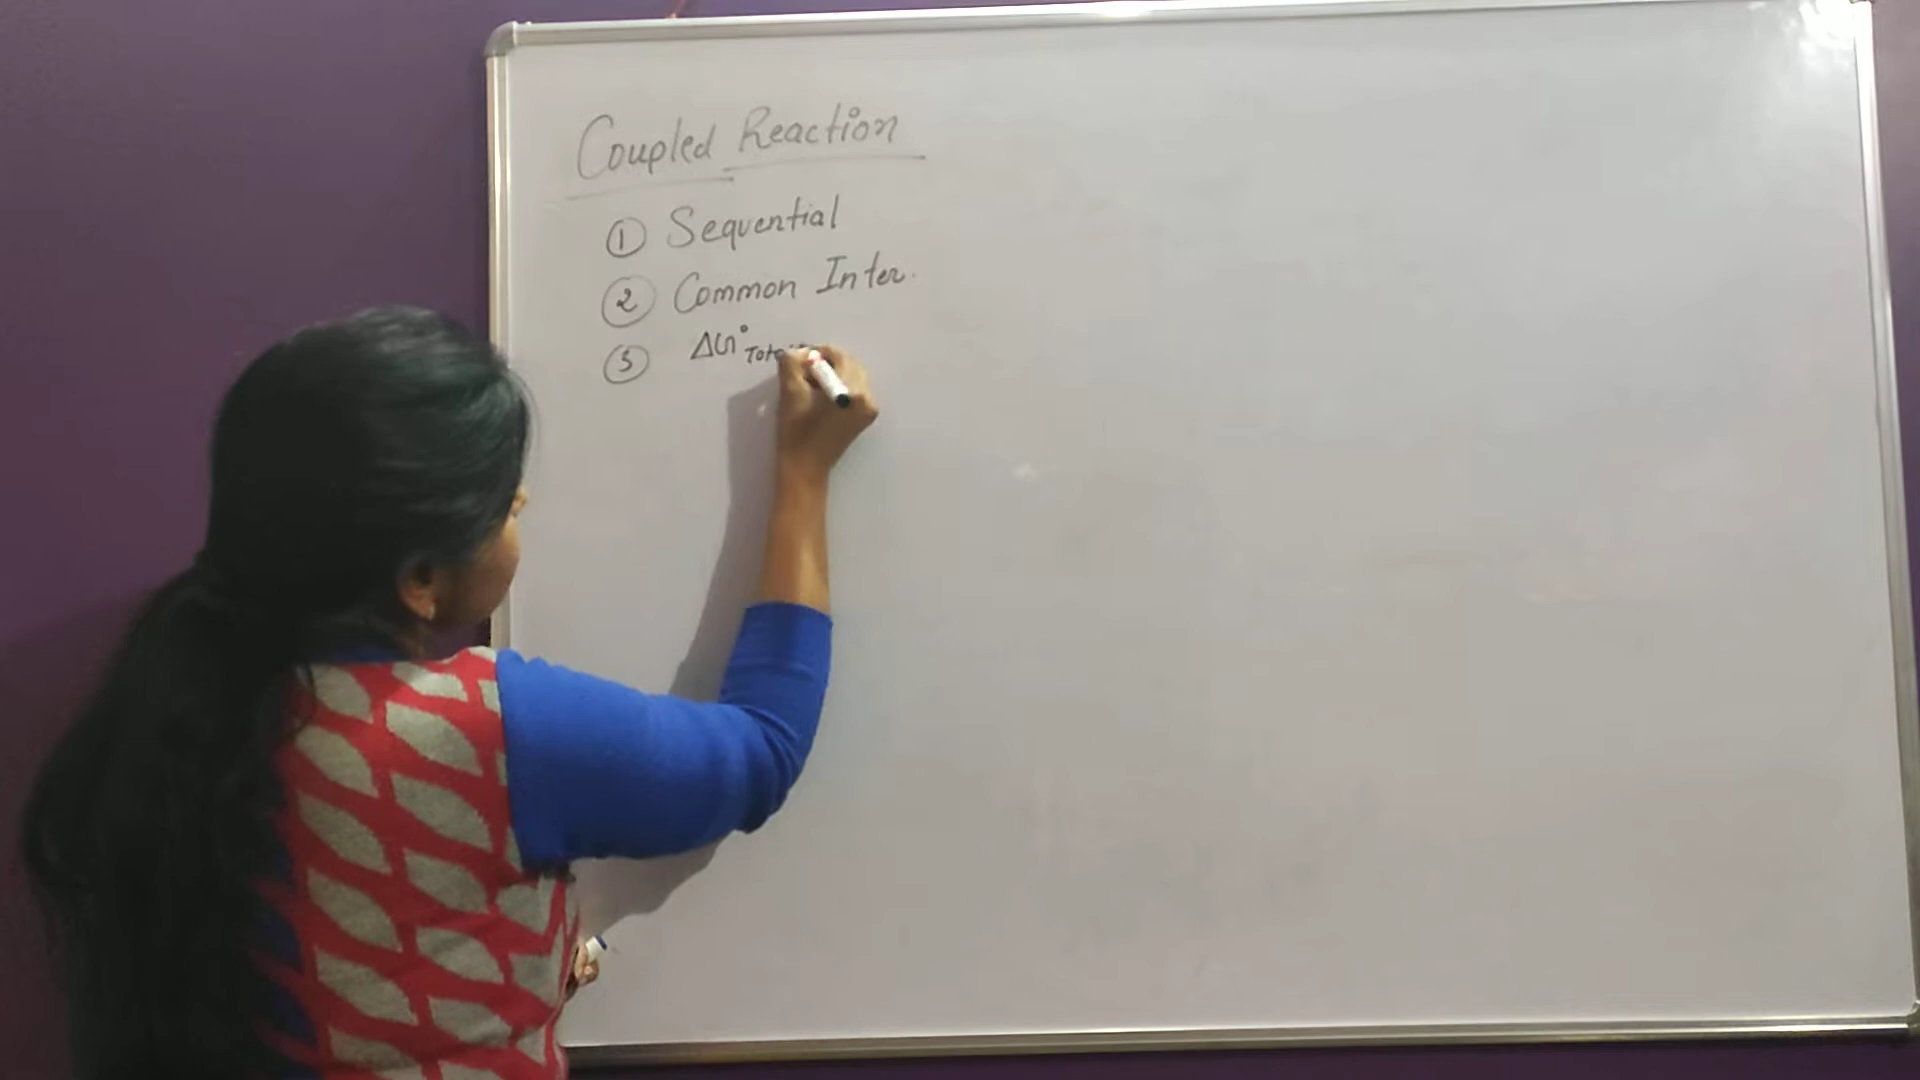 Coupled Reaction
① Sequential
② Common Inter.
③ ΔG°